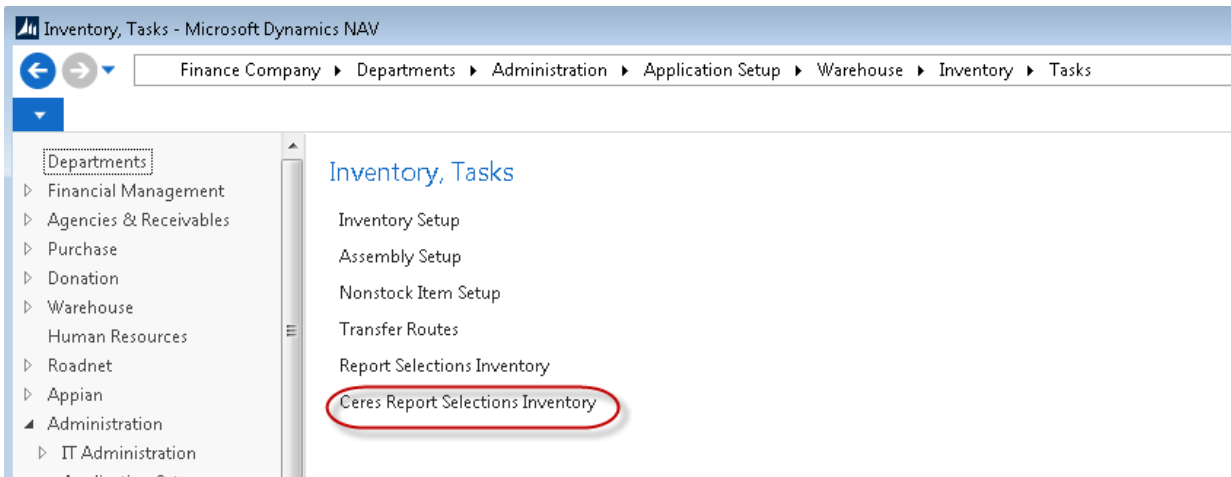 Inventory, Tasks - Microsoft Dynamics NAV
Finance Company ▸ Departments ▸ Administration ▸ Application Setup ▸ Warehouse ▸ Inventory ▸ Tasks
Departments
Financial Management
Agencies & Receivables
Purchase
Donation
Warehouse
Human Resources
Roadnet
Appian
Administration
IT Administration
Inventory, Tasks
Inventory Setup
Assembly Setup
Nonstock Item Setup
Transfer Routes
Report Selections Inventory
Ceres Report Selections Inventory